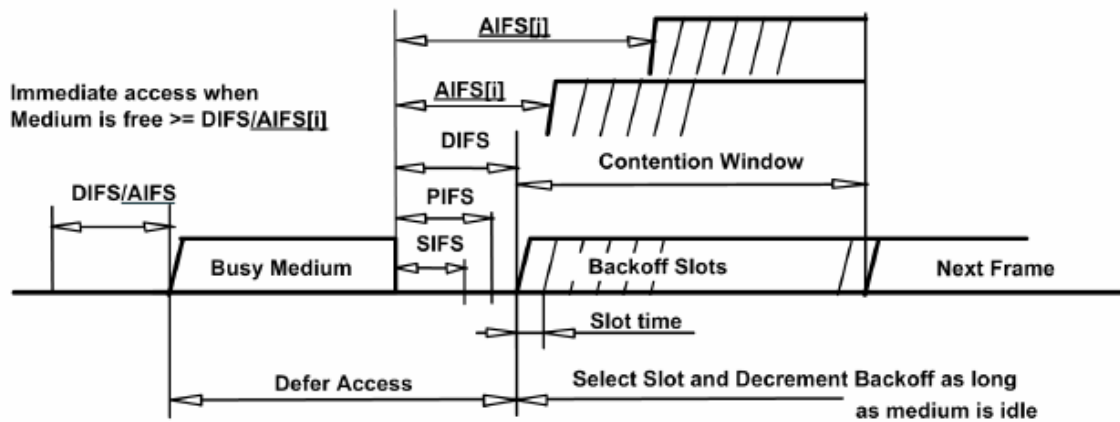 AIFS[j]
Immediate access when
Medium is free >= DIFS/AIFS[i]
AIFS[i]
DIFS
Contention Window
DIFS/AIFS
PIFS
SIFS
Busy Medium
Backoff Slots
Next Frame
Slot time
Defer Access
Select Slot and Decrement Backoff as long
as medium is idle